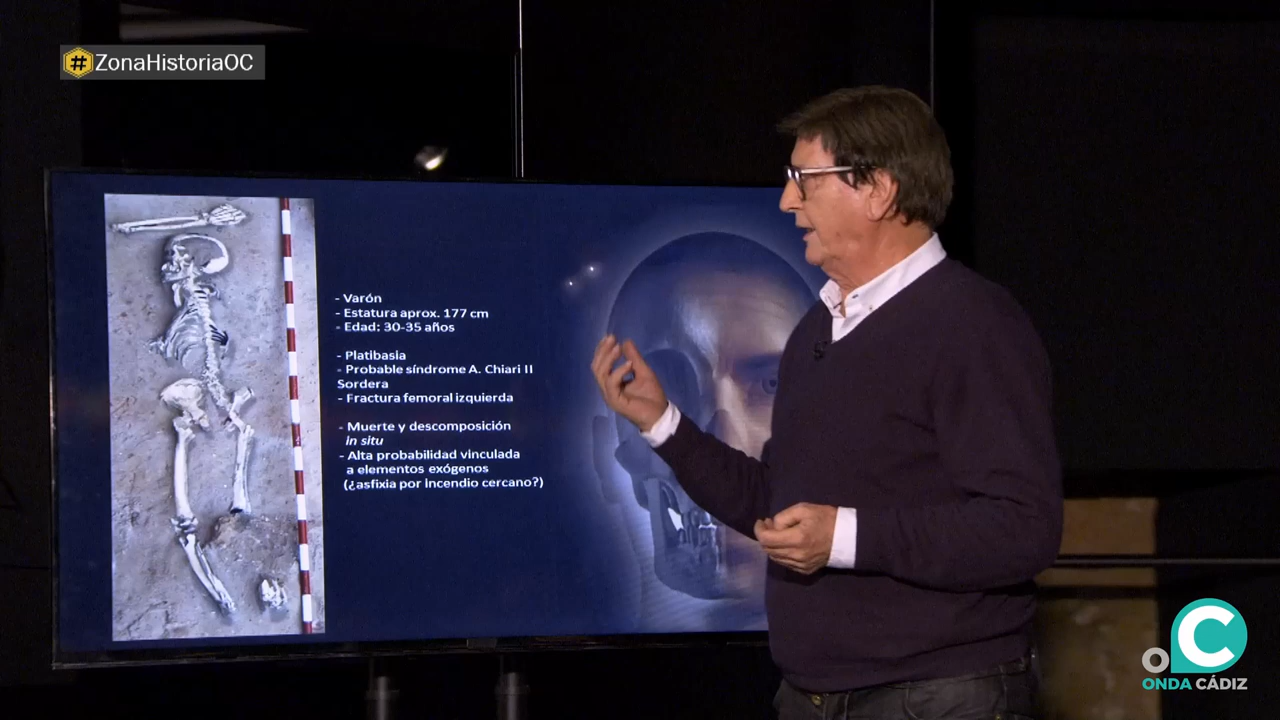 #ZonaHistoriaOC
- Varón
- Estatura aprox. 177 cm
- Edad: 30-35 años
- Platibasia
- Probable síndrome A. Chiari II
Sordera
- Fractura femoral izquierda
- Muerte y descomposición
in situ
- Alta probabilidad vinculada
a elementos exógenos
(¿asfixia por incendio cercano?)
OC
ONDA CÁDIZ